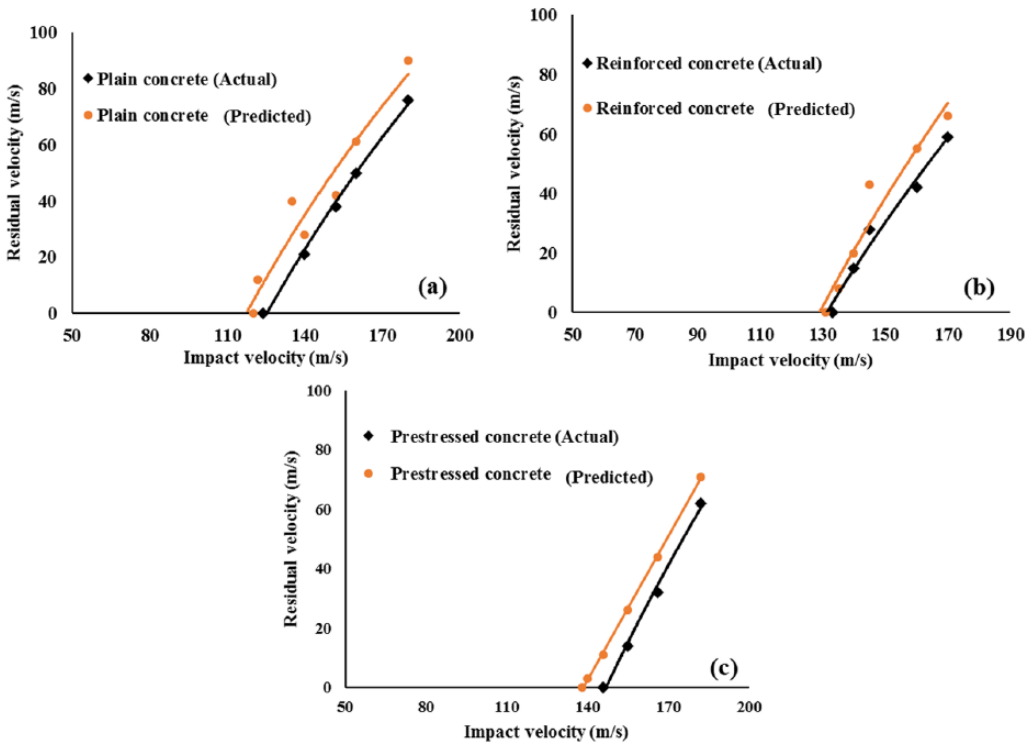 100
80
60
40
20
0
Residual velocity (m/s)
Plain concrete (Actual)
Plain concrete (Predicted)
(a)
50 80 110 140 170 200
Impact velocity (m/s)
100
80
60
40
20
0
Residual velocity (m/s)
Reinforced concrete (Actual)
Reinforced concrete (Predicted)
(b)
50 70 90 110 130 150 170 190
Impact velocity (m/s)
100
80
60
40
20
0
Residual velocity (m/s)
Prestressed concrete (Actual)
Prestressed concrete (Predicted)
(c)
50 80 110 140 170 200
Impact velocity (m/s)